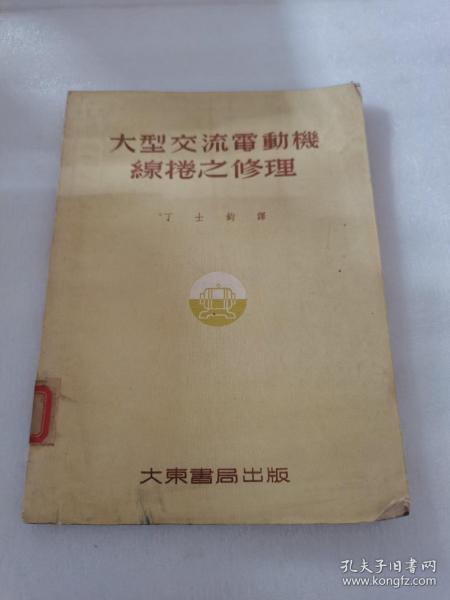 大型交流電動機
線捲之修理
丁士鈞譯
大東書局出版
孔夫子旧书网
www.kongfz.com